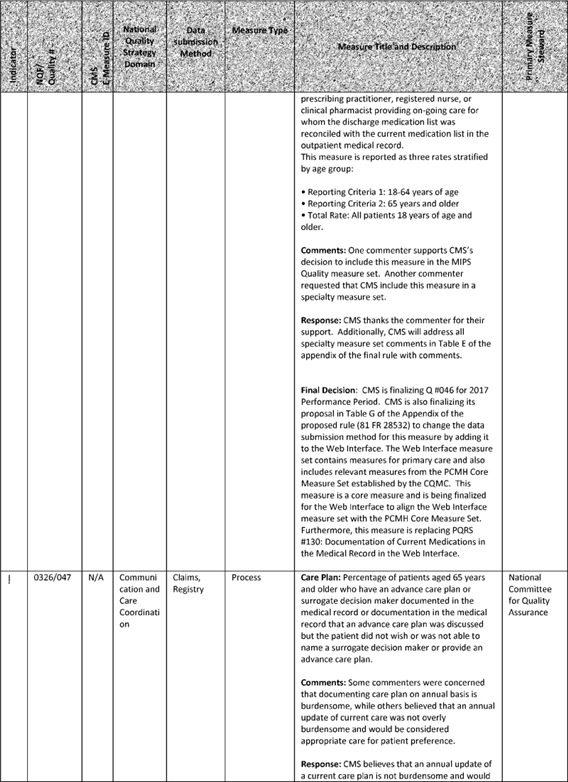 Indicator
NQF/
Quality #
CMS
E-Measure ID
National
Quality
Strategy
Domain
Data
submission
Method
Measure Type
Measure Title and Description
Primary Measure
Steward
prescribing practitioner, registered nurse, or
clinical pharmacist providing on-going care for
whom the discharge medication list was
reconciled with the current medication list in the
outpatient medical record.
This measure is reported as three rates stratified
by age group:
• Reporting Criteria 1: 18-64 years of age
• Reporting Criteria 2: 65 years and older
• Total Rate: All patients 18 years of age and
older.
Comments: One commenter supports CMS's
decision to include this measure in the MIPS
Quality measure set. Another commenter
requested that CMS include this measure in a
specialty measure set.
Response: CMS thanks the commenter for their
support. Additionally, CMS will address all
specialty measure set comments in Table E of the
appendix of the final rule with comments.
Final Decision: CMS is finalizing Q #046 for 2017
Performance Period. CMS is also finalizing its
proposal in Table G of the Appendix of the
proposed rule (81 FR 28532) to change the data
submission method for this measure by adding it
to the Web Interface. The Web Interface measure
set contains measures for primary care and also
includes relevant measures from the PCMH Core
Measure Set established by the CQMC. This
measure is a core measure and is being finalized
for the Web Interface to align the Web Interface
measure set with the PCMH Core Measure Set.
Furthermore, this measure is replacing PQRS
#130: Documentation of Current Medications in
the Medical Record in the Web Interface.
!
0326/047
N/A
Communi
cation and
Care
Coordinati
on
Claims,
Registry
Process
Care Plan: Percentage of patients aged 65 years
and older who have an advance care plan or
surrogate decision maker documented in the
medical record or documentation in the medical
record that an advance care plan was discussed
but the patient did not wish or was not able to
name a surrogate decision maker or provide an
advance care plan.
Comments: Some commenters were concerned
that documenting care plan on annual basis is
burdensome, while others believed that an annual
update of current care was not overly
burdensome and would be considered
appropriate care for patient preference.
Response: CMS believes that an annual update of
a current care plan is not burdensome and would
National
Committee
for Quality
Assurance